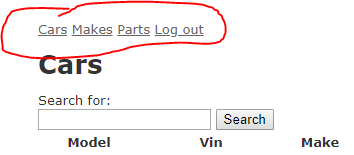 Cars Makes Parts Log out
Cars
Search for:
Search
Model Vin Make